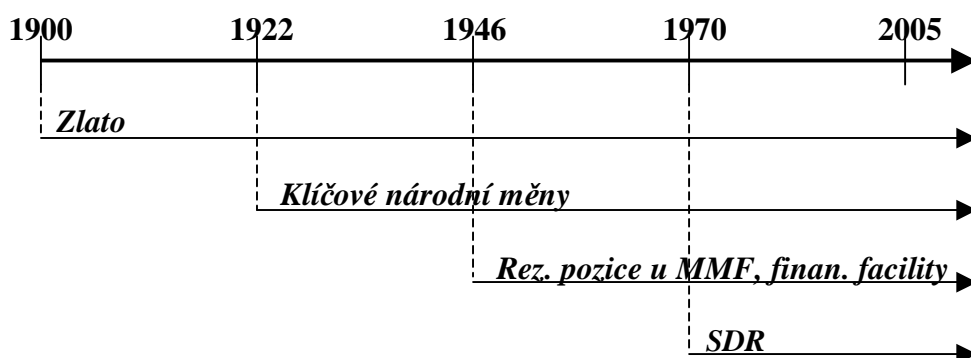 1900 1922 1946 1970 2005
Zlato
Klíčové národní měny
Rez. pozice u MMF, finan. facility
SDR